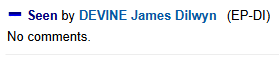 Seen by DEVINE James Dilwyn (EP-DI)
No comments.